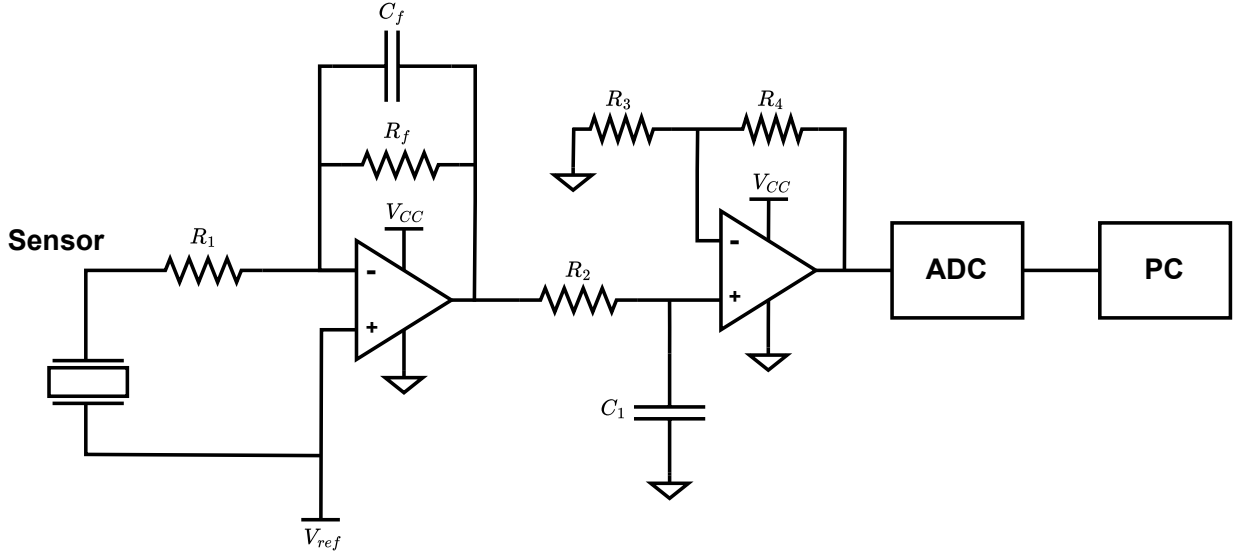 C_f
R_f
R_3
R_4
V_CC
V_CC
Sensor
R_1
-
+
R_2
-
+
ADC
PC
C_1
V_ref